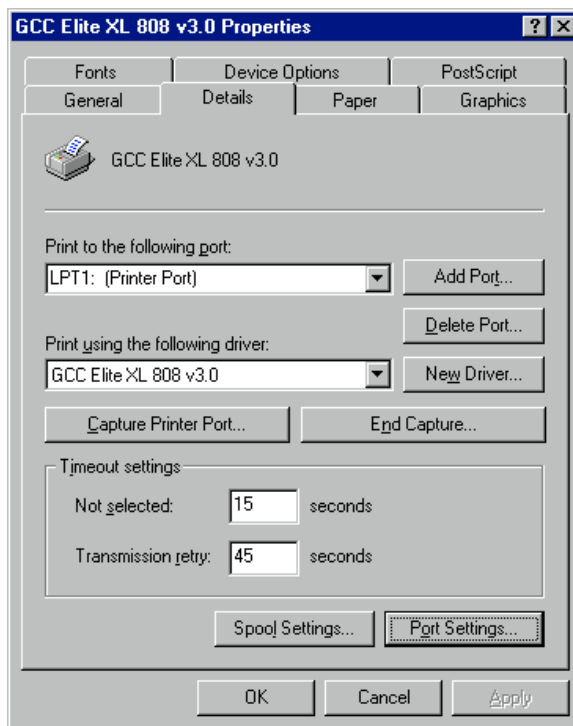 GCC Elite XL 808 v3.0 Properties
Fonts Device Options PostScript
General Details Paper Graphics
GCC Elite XL 808 v3.0
Print to the following port:
LPT1: (Printer Port) Add Port...
Delete Port...
Print using the following driver:
GCC Elite XL 808 v3.0 New Driver...
Capture Printer Port... End Capture...
Timeout settings
Not selected: 15 seconds
Transmission retry: 45 seconds
Spool Settings... Port Settings...
OK Cancel Apply